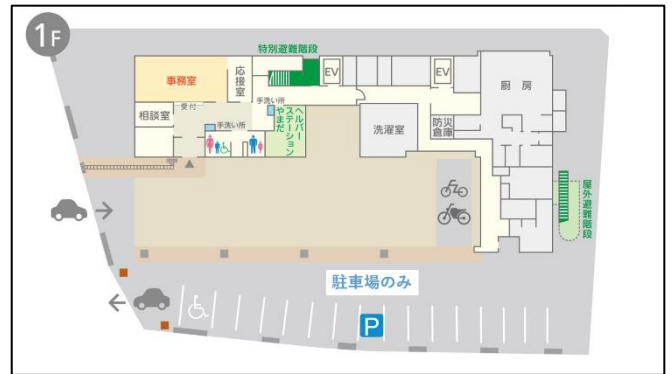 1F
特別避難階段
事務室
応接室
EV
EV
厨房
相談室
受付
手洗い所
手洗い所
ヘルパー
ステーション
やまだ
洗濯室
防災
倉庫
屋外避難階段
駐車場のみ
P